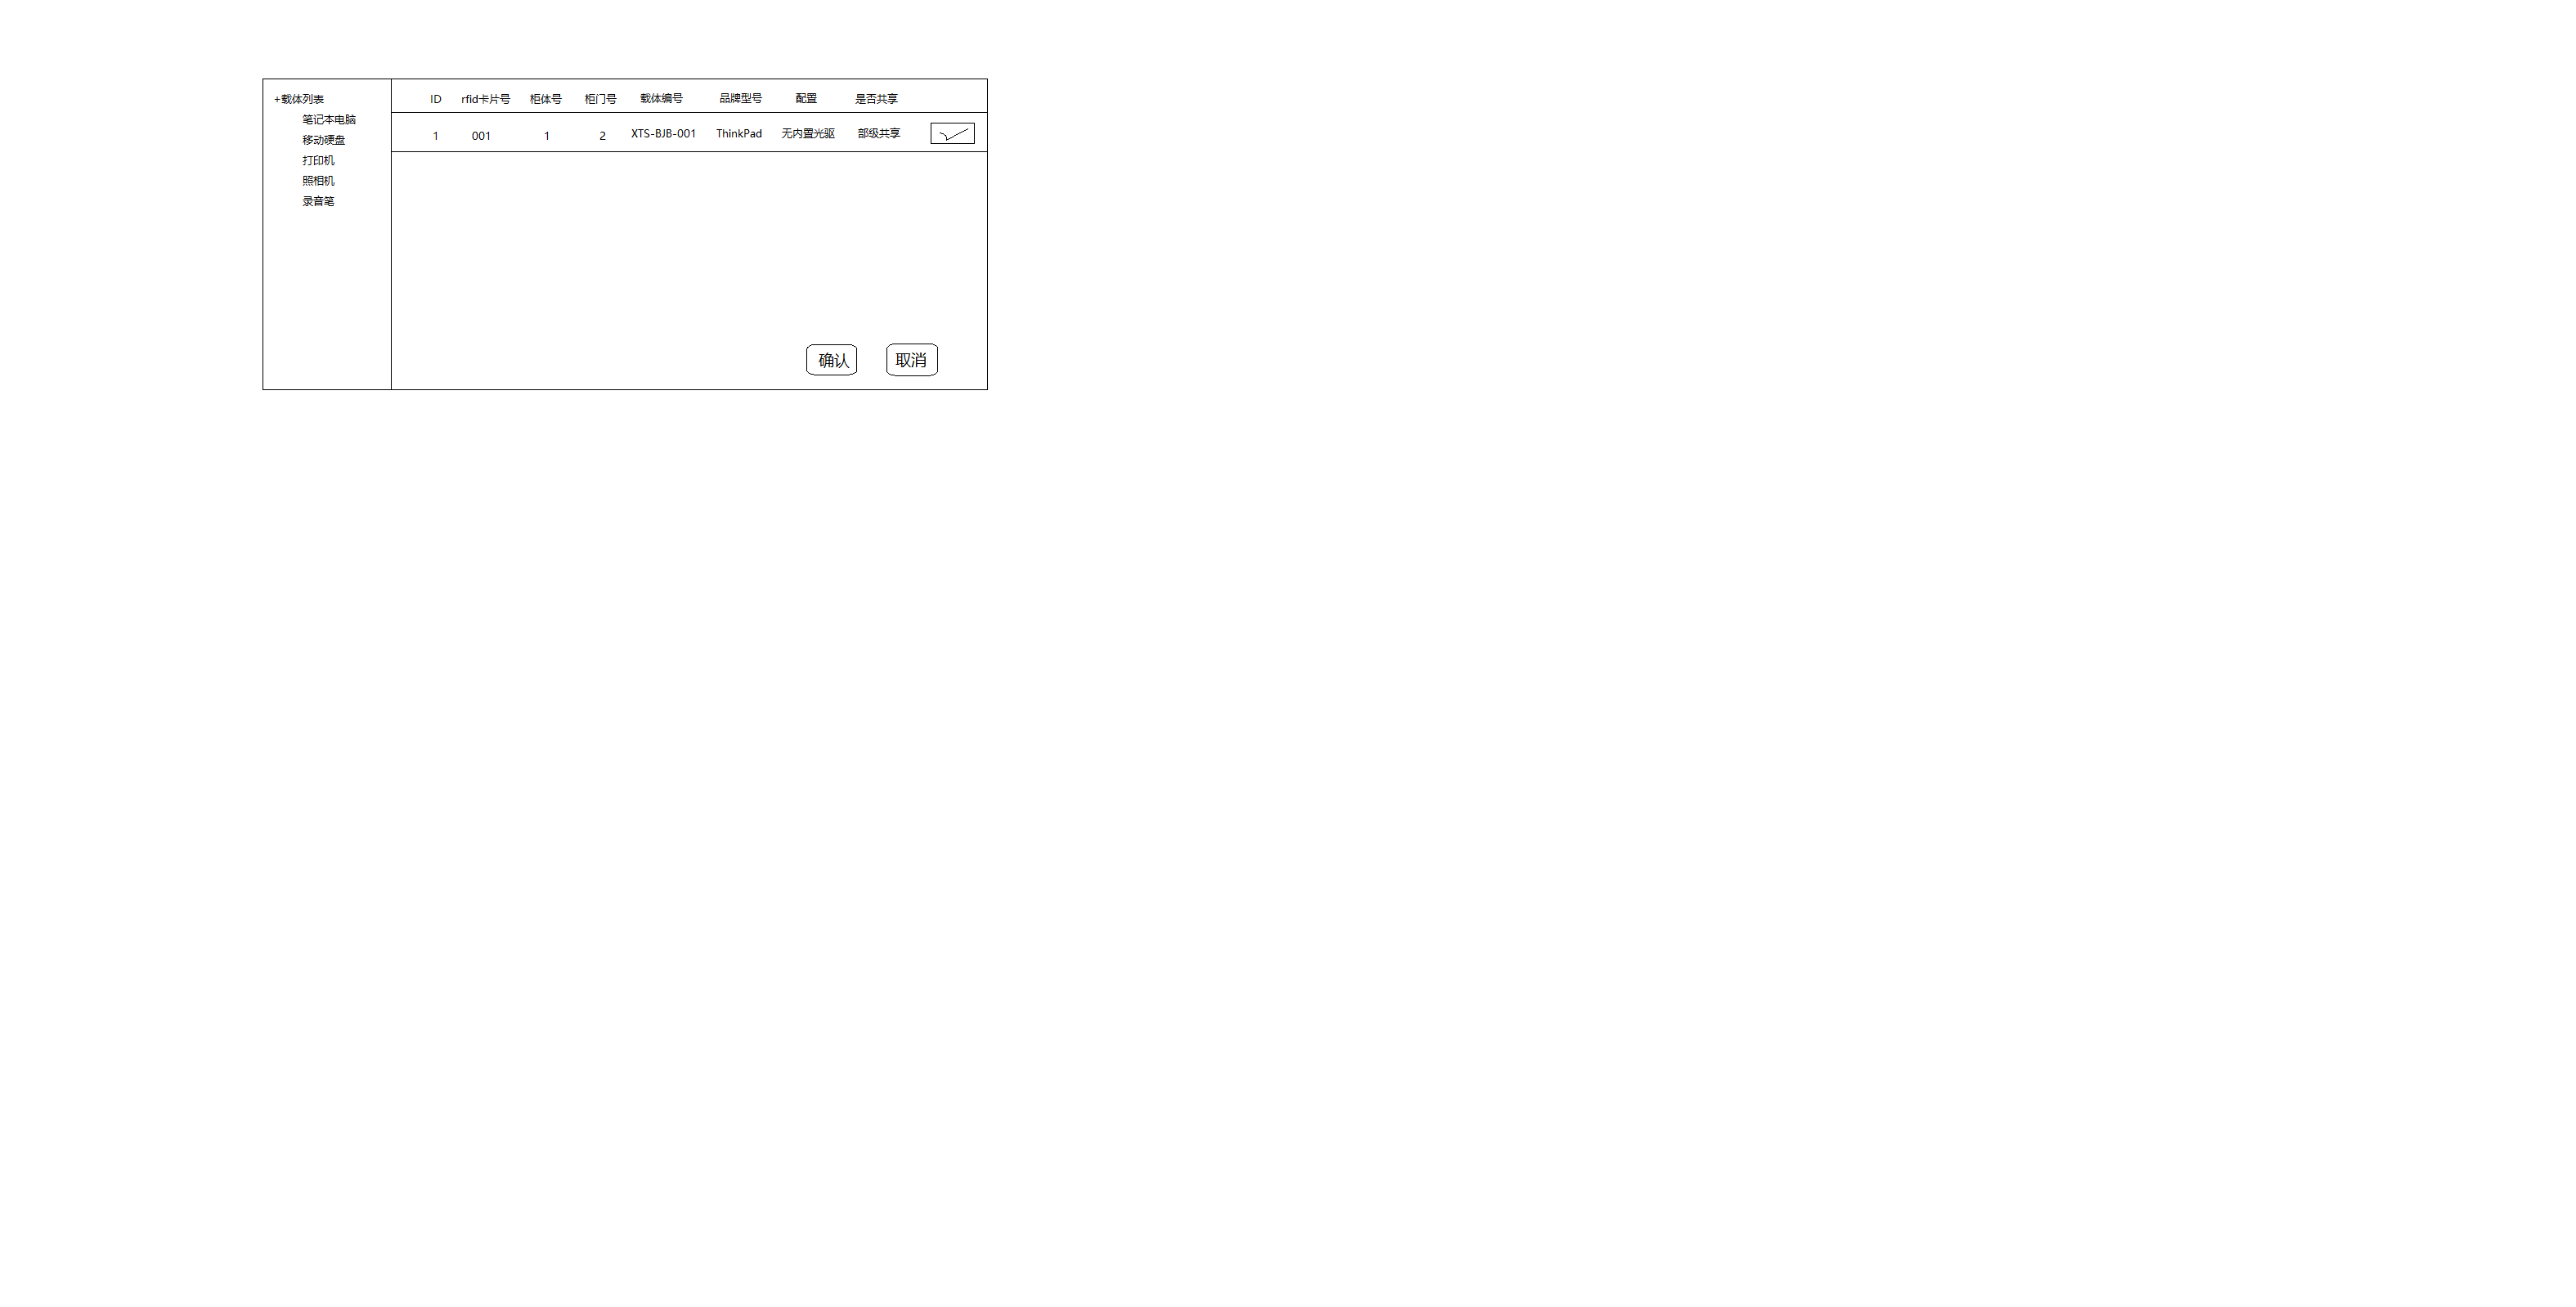 +载体列表
笔记本电脑
移动硬盘
打印机
照相机
录音笔
ID rfid卡片号 柜体号 柜门号 载体编号 品牌型号 配置 是否共享
1 001 1 2 XTS-BJB-001 ThinkPad 无内置光驱 部级共享
确认 取消